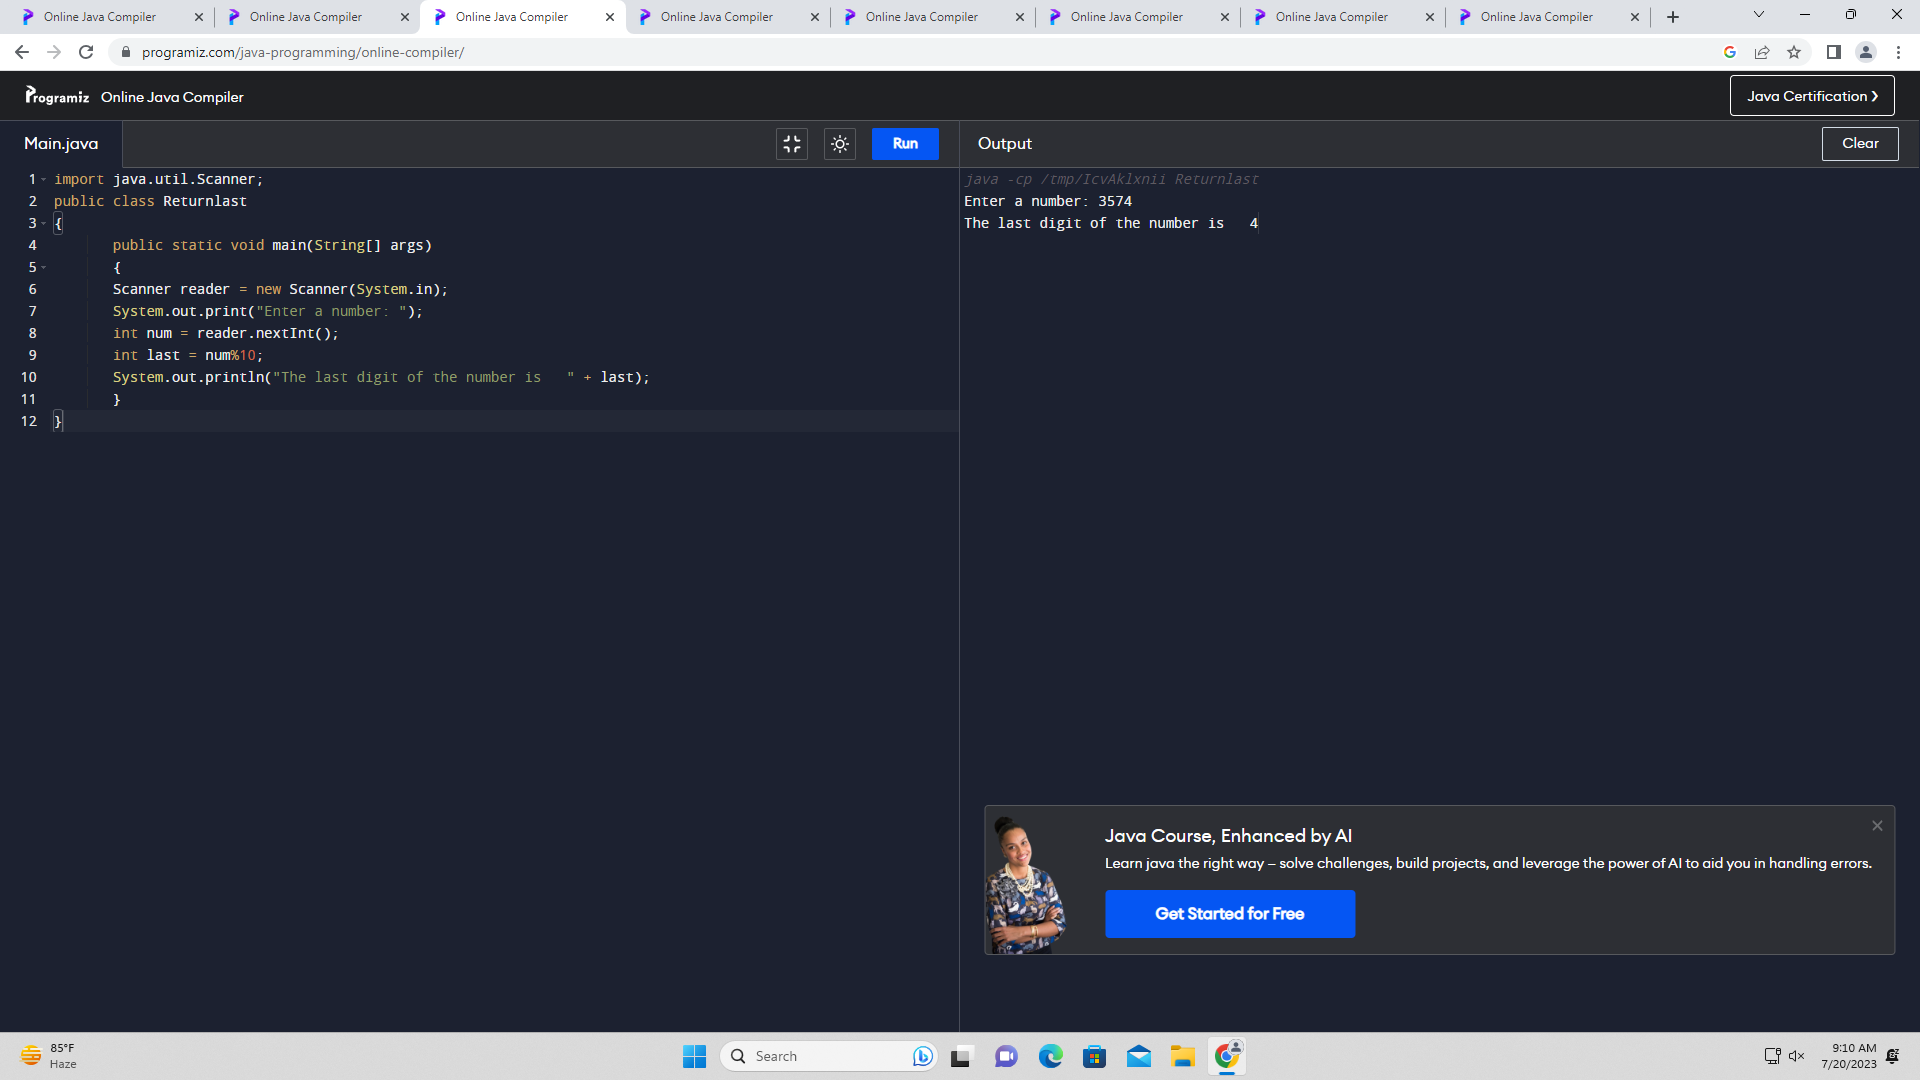 Online Java Compiler Online Java Compiler Online Java Compiler Online Java Compiler Online Java Compiler Online Java Compiler Online Java Compiler Online Java Compiler
programiz.com/java-programming/online-compiler/
Programiz Online Java Compiler
Java Certification ❯
Main.java
Run
Output
Clear
1 import java.util.Scanner;
2 public class Returnlast
3 {
4 public static void main(String[] args)
5 {
6 Scanner reader = new Scanner(System.in);
7 System.out.print("Enter a number: ");
8 int num = reader.nextInt();
9 int last = num%10;
10 System.out.println("The last digit of the number is   " + last);
11 }
12 }
java -cp /tmp/IcvAklxnii Returnlast
Enter a number: 3574
The last digit of the number is   4
Java Course, Enhanced by AI
Learn java the right way – solve challenges, build projects, and leverage the power of AI to aid you in handling errors.
Get Started for Free
85°F
Haze
Search
9:10 AM
7/20/2023